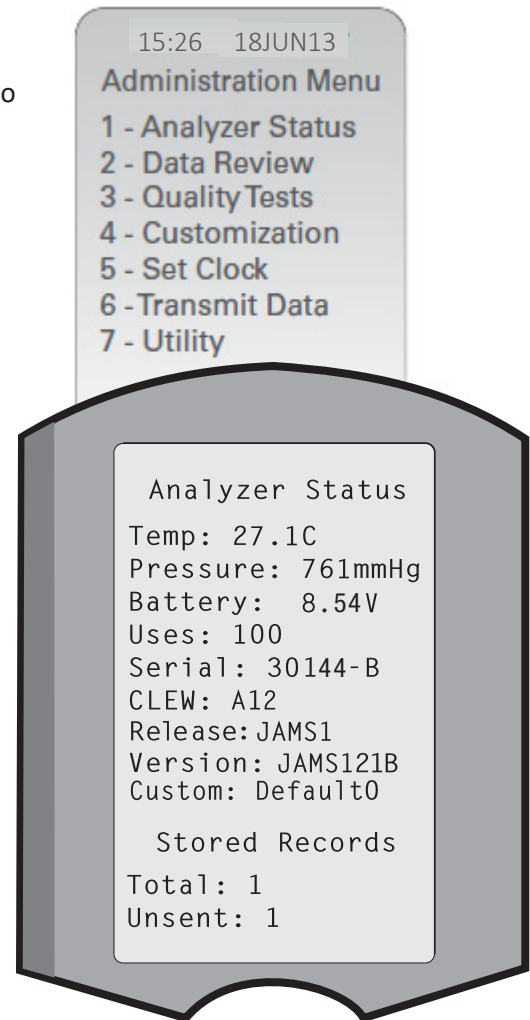 15:26 18JUN13
o
Administration Menu
1 - Analyzer Status
2 - Data Review
3 - Quality Tests
4 - Customization
5 - Set Clock
6 - Transmit Data
7 - Utility
Analyzer Status
Temp: 27.1C
Pressure: 761mmHg
Battery: 8.54V
Uses: 100
Serial: 30144-B
CLEW: A12
Release: JAMS1
Version: JAMS121B
Custom: Default0
Stored Records
Total: 1
Unsent: 1